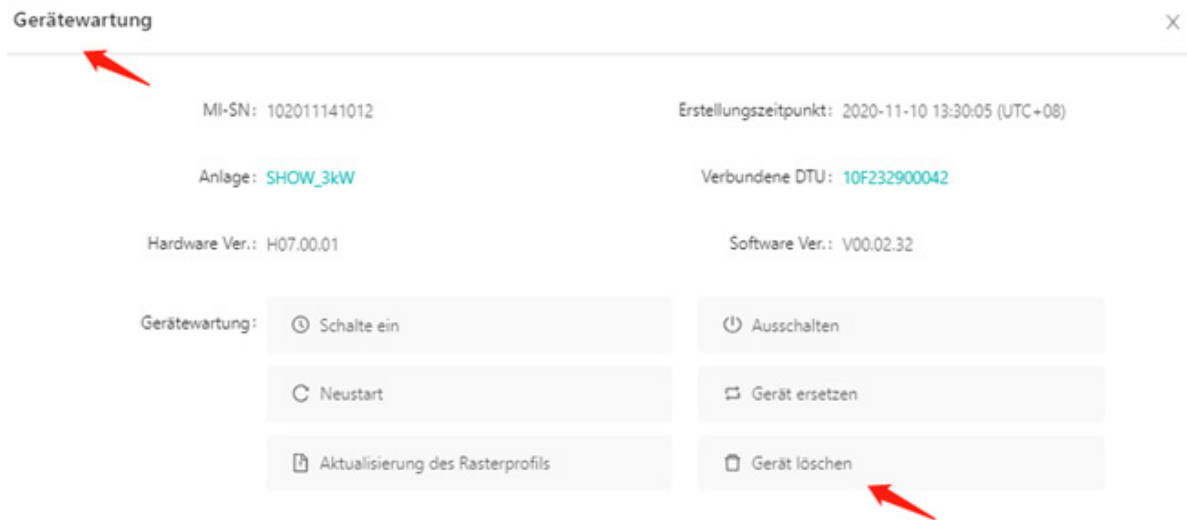 Gerätewartung
MI-SN: 102011141012 Erstellungszeitpunkt: 2020-11-10 13:30:05 (UTC+08)
Anlage: SHOW_3kW Verbundene DTU: 10F232900042
Hardware Ver.: H07.00.01 Software Ver.: V00.02.32
Gerätewartung: Schalte ein Ausschalten
Neustart Gerät ersetzen
Aktualisierung des Rasterprofils Gerät löschen